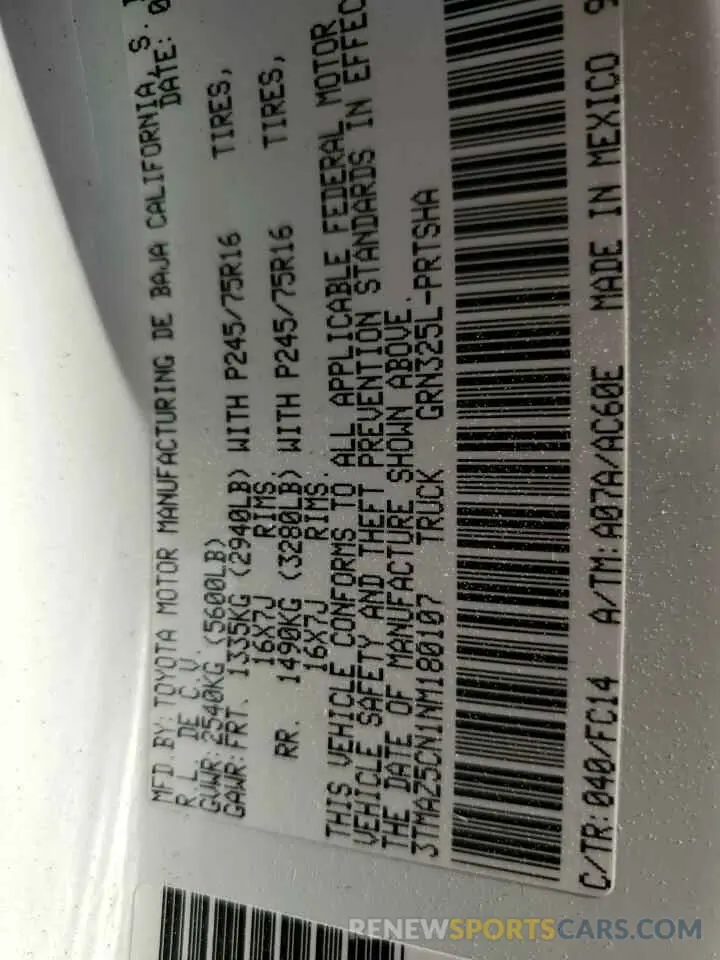 MFD.BY:TOYOTA MOTOR MANUFACTURING DE BAJA CALIFORNIA, S.
R.L. DE C.V. DATE: 0
GVWR: 2540KG (5600LB)
GAWR:FRT. 1335KG (2940LB) WITH P245/75R16 TIRES,
16X7J RIMS,
RR. 1490KG (3280LB) WITH P245/75R16 TIRES,
16X7J RIMS.
THIS VEHICLE CONFORMS TO ALL APPLICABLE FEDERAL MOTOR
VEHICLE SAFETY AND THEFT PREVENTION STANDARDS IN EFFEC
THE DATE OF MANUFACTURE SHOWN ABOVE.
3TMAZ5CN1NM180107 TRUCK GRN325L-PRTSHA
C/TR:040/FC14 A/TM:A07A/AC60E MADE IN MEXICO 9
RENEWSPORTSCARS.COM